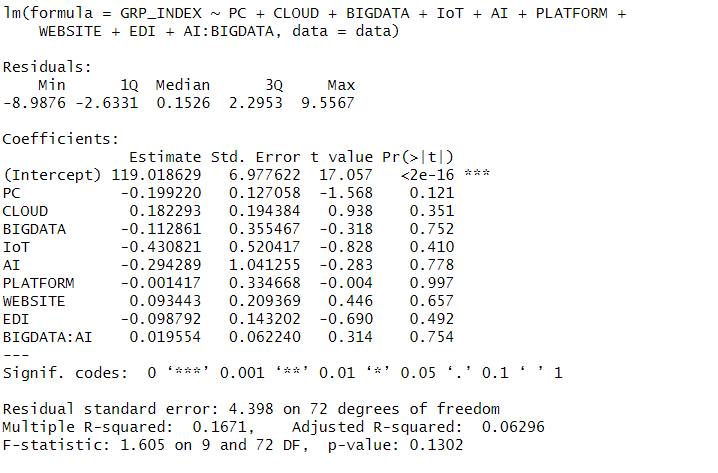 lm(formula = GRP_INDEX ~ PC + CLOUD + BIGDATA + IoT + AI + PLATFORM +
    WEBSITE + EDI + AI:BIGDATA, data = data)
Residuals:
    Min      1Q  Median      3Q     Max
-8.9876 -2.6331  0.1526  2.2953  9.5567
Coefficients:
              Estimate Std. Error t value Pr(>|t|)
(Intercept) 119.018629   6.977622  17.057   <2e-16 ***
PC           -0.199220   0.127058  -1.568    0.121
CLOUD         0.182293   0.194384   0.938    0.351
BIGDATA      -0.112861   0.355467  -0.318    0.752
IoT          -0.430821   0.520417  -0.828    0.410
AI           -0.294289   1.041255  -0.283    0.778
PLATFORM     -0.001417   0.334668  -0.004    0.997
WEBSITE       0.093443   0.209369   0.446    0.657
EDI          -0.098792   0.143202  -0.690    0.492
BIGDATA:AI    0.019554   0.062240   0.314    0.754
---
Signif. codes:  0 ‘***’ 0.001 ‘**’ 0.01 ‘*’ 0.05 ‘.’ 0.1 ‘ ’ 1
Residual standard error: 4.398 on 72 degrees of freedom
Multiple R-squared:  0.1671,    Adjusted R-squared:  0.06296
F-statistic: 1.605 on 9 and 72 DF,  p-value: 0.1302